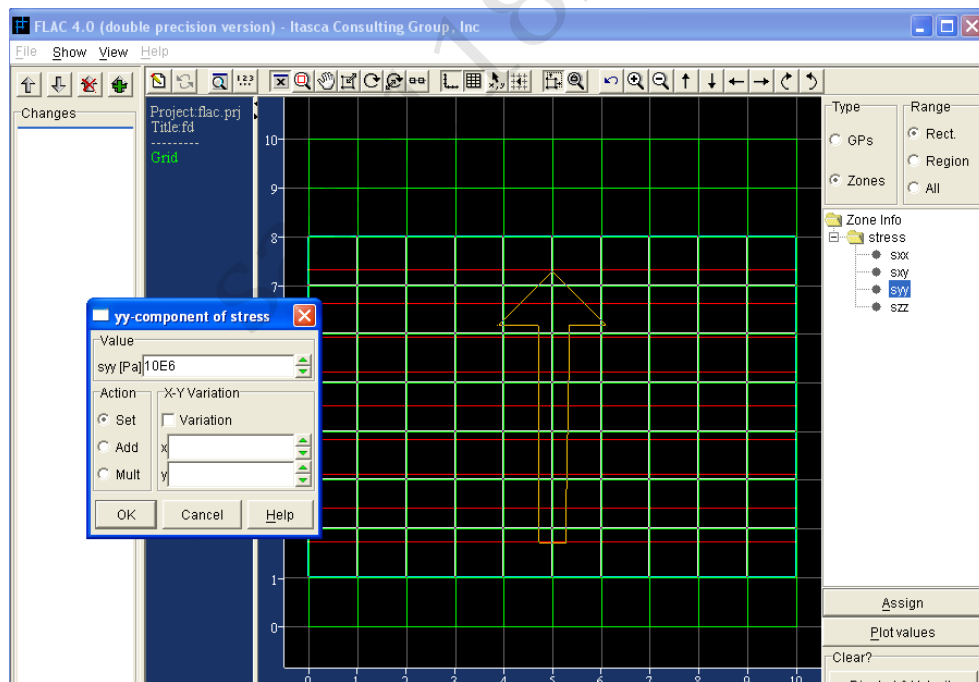 FLAC 4.0 (double precision version) - Itasca Consulting Group, Inc
File Show View Help
Changes
123
Project:flac.prj
Title:fd
---------
Grid
10
9
8
7
1
0
0 1 2 3 4 5 6 7 8 9 10
Type
GPs
Zones
Range
Rect.
Region
All
Zone Info
stress
sxx
sxy
syy
szz
yy-component of stress
Value
syy [Pa] 10E6
Action
Set
Add
Mult
X-Y Variation
Variation
x
y
OK Cancel Help
Assign
Plot values
Clear?